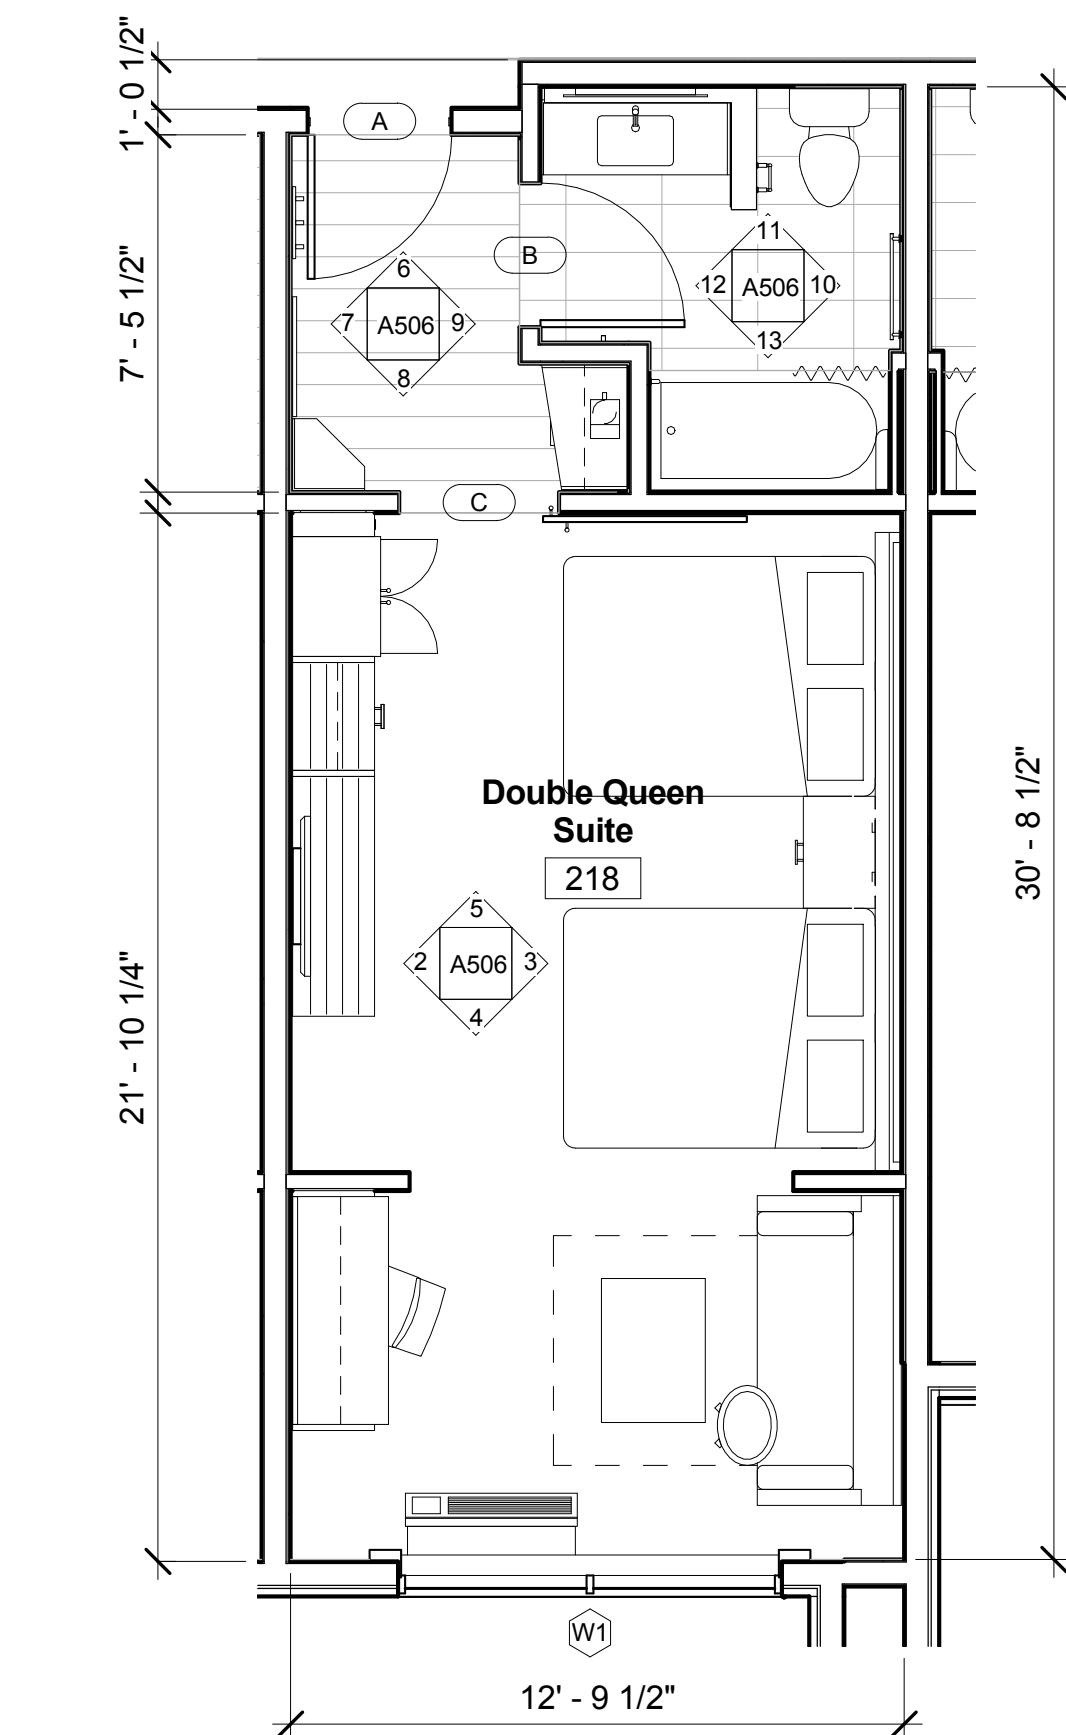 1' - 0 1/2"
A
B
11
12
A506
10
13
6
7
A506
9
8
7' - 5 1/2"
C
Double Queen
Suite
218
30' - 8 1/2"
5
2
A506
3
4
21' - 10 1/4"
W1
12' - 9 1/2"